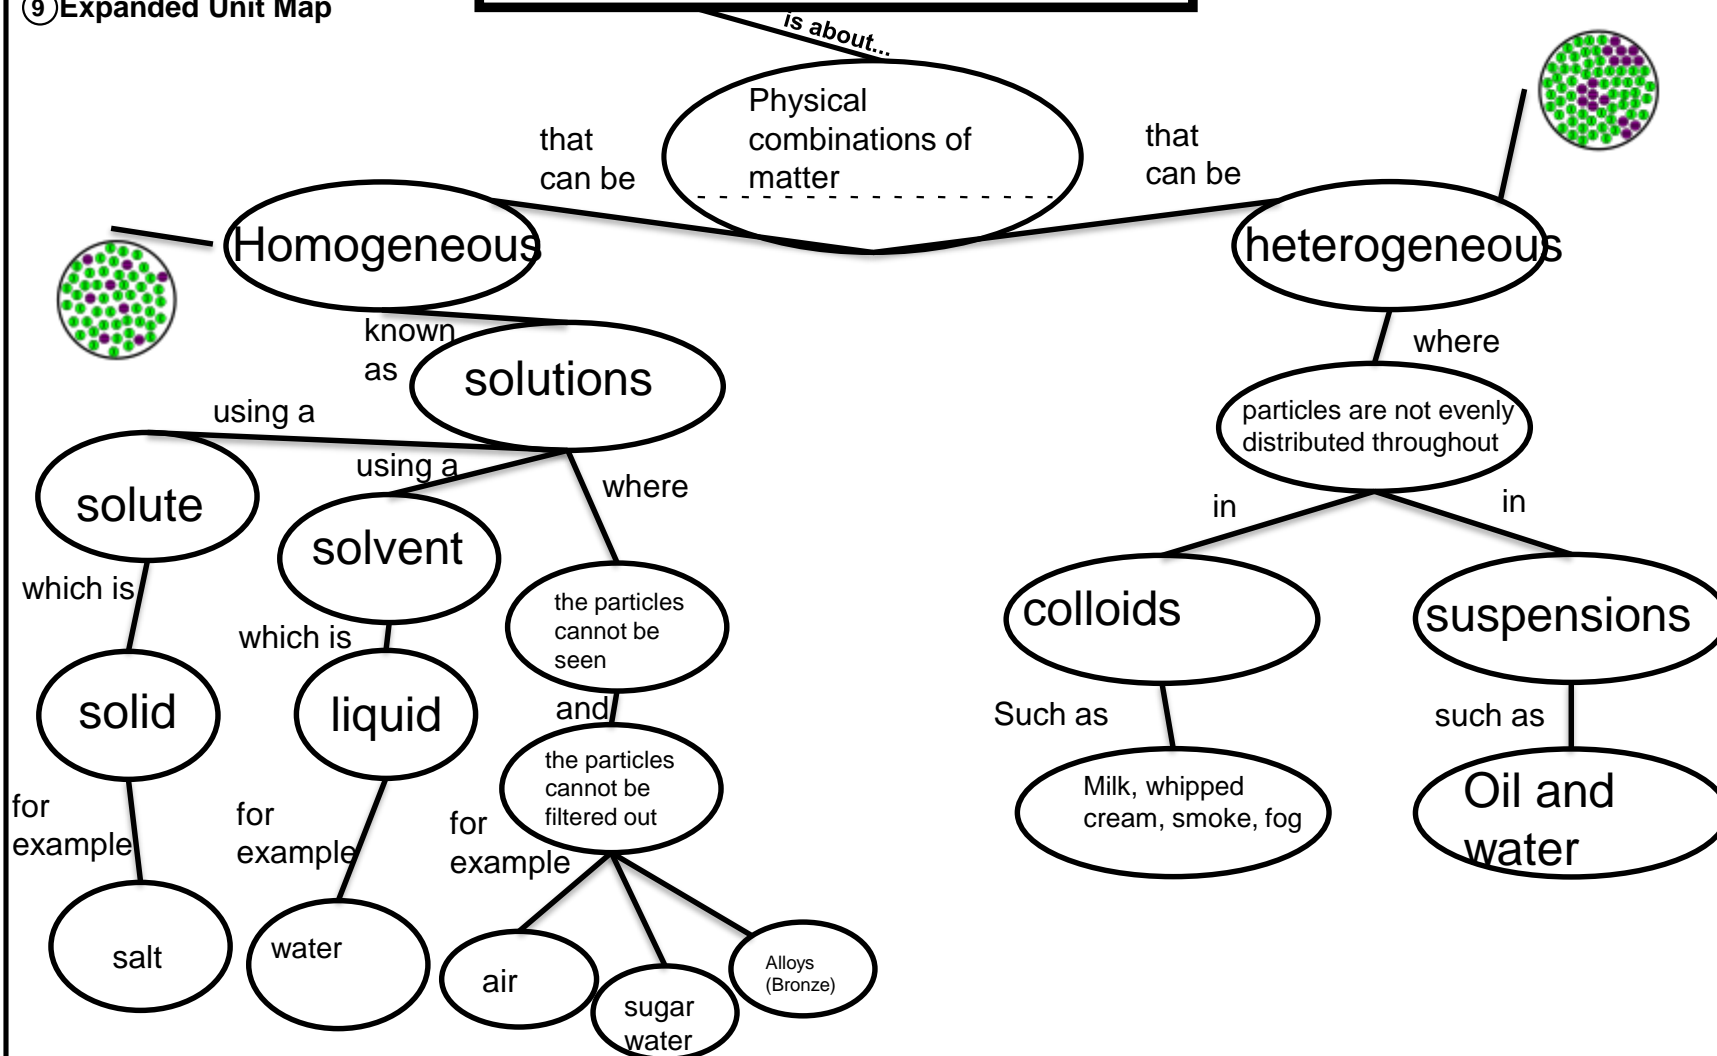 9 Expanded Unit Map
is about...
Physical
combinations of
matter
that
can be
that
can be
Homogeneous
heterogeneous
known
as
solutions
where
particles are not evenly
distributed throughout
using a
using a
where
in
in
solute
solvent
colloids
suspensions
which is
which is
the particles
cannot be
seen
solid
liquid
and
Such as
such as
the particles
cannot be
filtered out
Milk, whipped
cream, smoke, fog
Oil and
water
for
example
for
example
for
example
salt
water
air
sugar
water
Alloys
(Bronze)